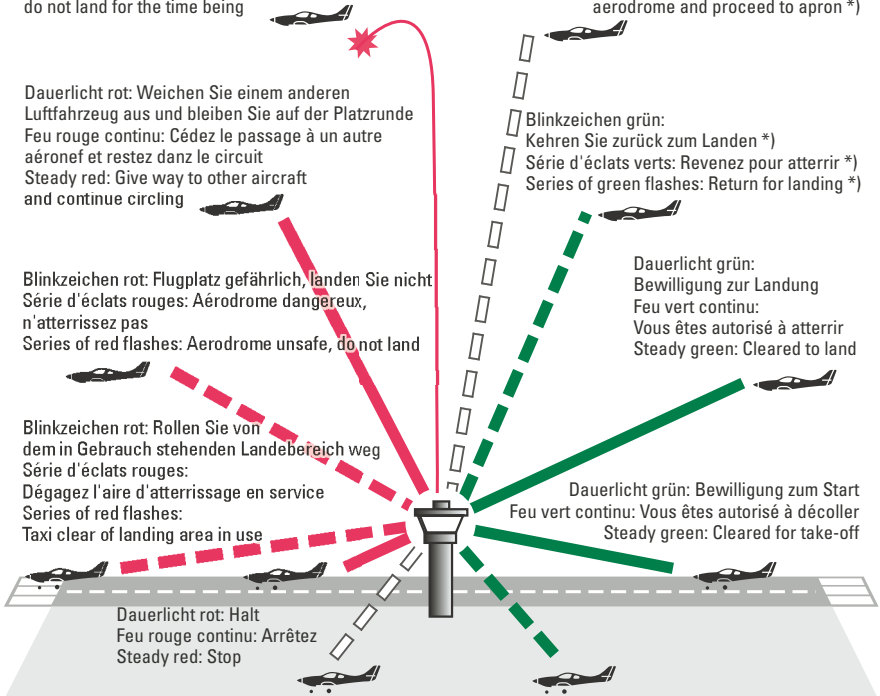 do not land for the time being
aerodrome and proceed to apron *)
Dauerlicht rot: Weichen Sie einem anderen
Luftfahrzeug aus und bleiben Sie auf der Platzrunde
Feu rouge continu: Cédez le passage à un autre
aéronef et restez danz le circuit
Steady red: Give way to other aircraft
and continue circling
Blinkzeichen grün:
Kehren Sie zurück zum Landen *)
Série d'éclats verts: Revenez pour atterrir *)
Series of green flashes: Return for landing *)
Blinkzeichen rot: Flugplatz gefährlich, landen Sie nicht
Série d'éclats rouges: Aérodrome dangereux,
n'atterrissez pas
Series of red flashes: Aerodrome unsafe, do not land
Dauerlicht grün:
Bewilligung zur Landung
Feu vert continu:
Vous êtes autorisé à atterrir
Steady green: Cleared to land
Blinkzeichen rot: Rollen Sie von
dem in Gebrauch stehenden Landebereich weg
Série d'éclats rouges:
Dégagez l'aire d'atterrissage en service
Series of red flashes:
Taxi clear of landing area in use
Dauerlicht grün: Bewilligung zum Start
Feu vert continu: Vous êtes autorisé à décoller
Steady green: Cleared for take-off
Dauerlicht rot: Halt
Feu rouge continu: Arrêtez
Steady red: Stop